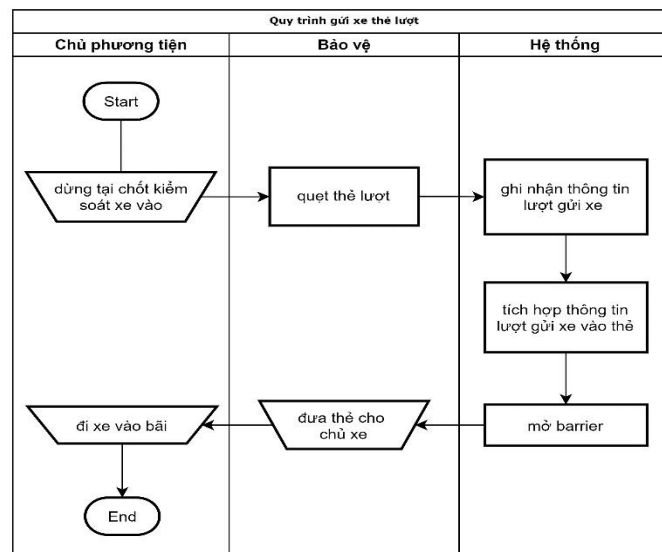 Quy trình gửi xe thẻ lượt
Chủ phương tiện
Bảo vệ
Hệ thống
Start
dừng tại chốt kiểm
soát xe vào
quẹt thẻ lượt
ghi nhận thông tin
lượt gửi xe
tích hợp thông tin
lượt gửi xe vào thẻ
mở barrier
đưa thẻ cho
chủ xe
đi xe vào bãi
End